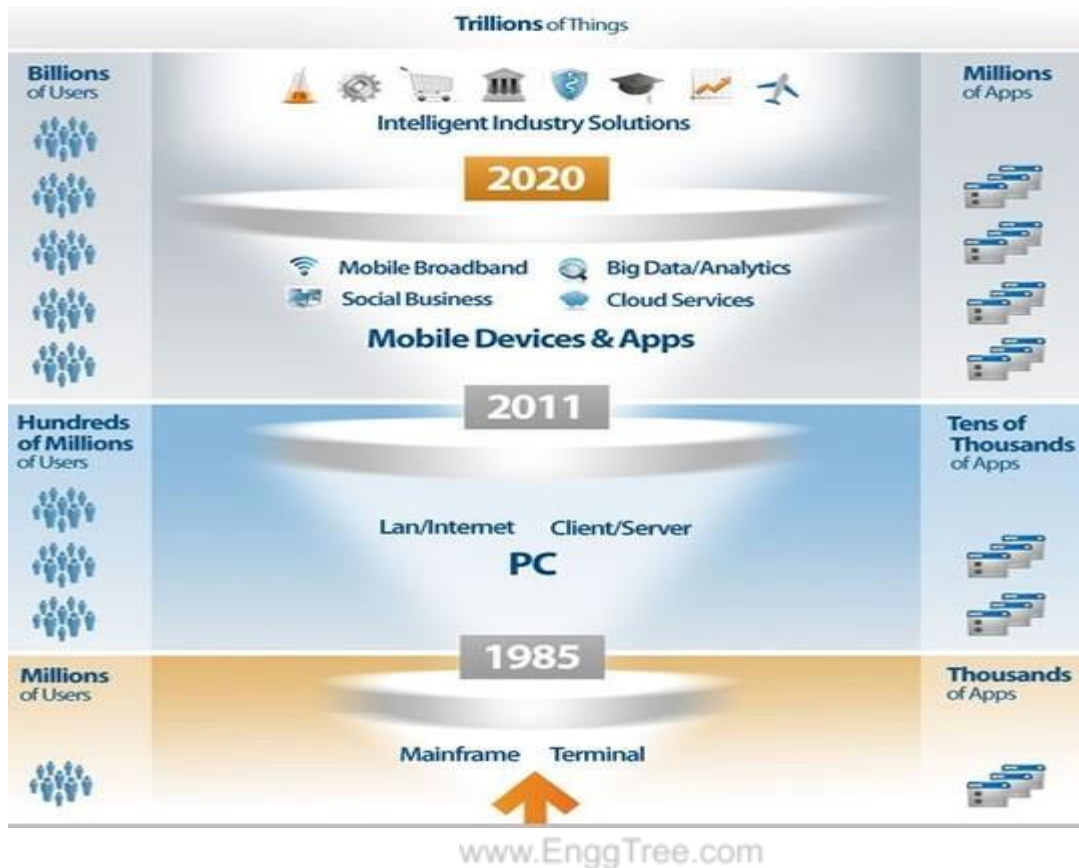 Trillions of Things
Billions
of Users
Millions
of Apps
Intelligent Industry Solutions
2020
Mobile Broadband
Big Data/Analytics
Social Business
Cloud Services
Mobile Devices & Apps
2011
Hundreds
of Millions
of Users
Tens of
Thousands
of Apps
Lan/Internet
Client/Server
PC
1985
Millions
of Users
Thousands
of Apps
Mainframe
Terminal
www.EnggTree.com